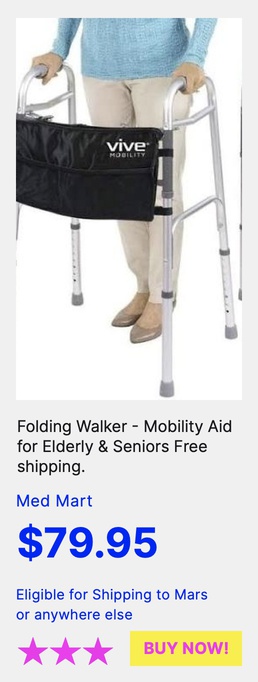 vive
MOBILITY
Folding Walker - Mobility Aid
for Elderly & Seniors Free
shipping.
Med Mart
$79.95
Eligible for Shipping to Mars
or anywhere else
BUY NOW!